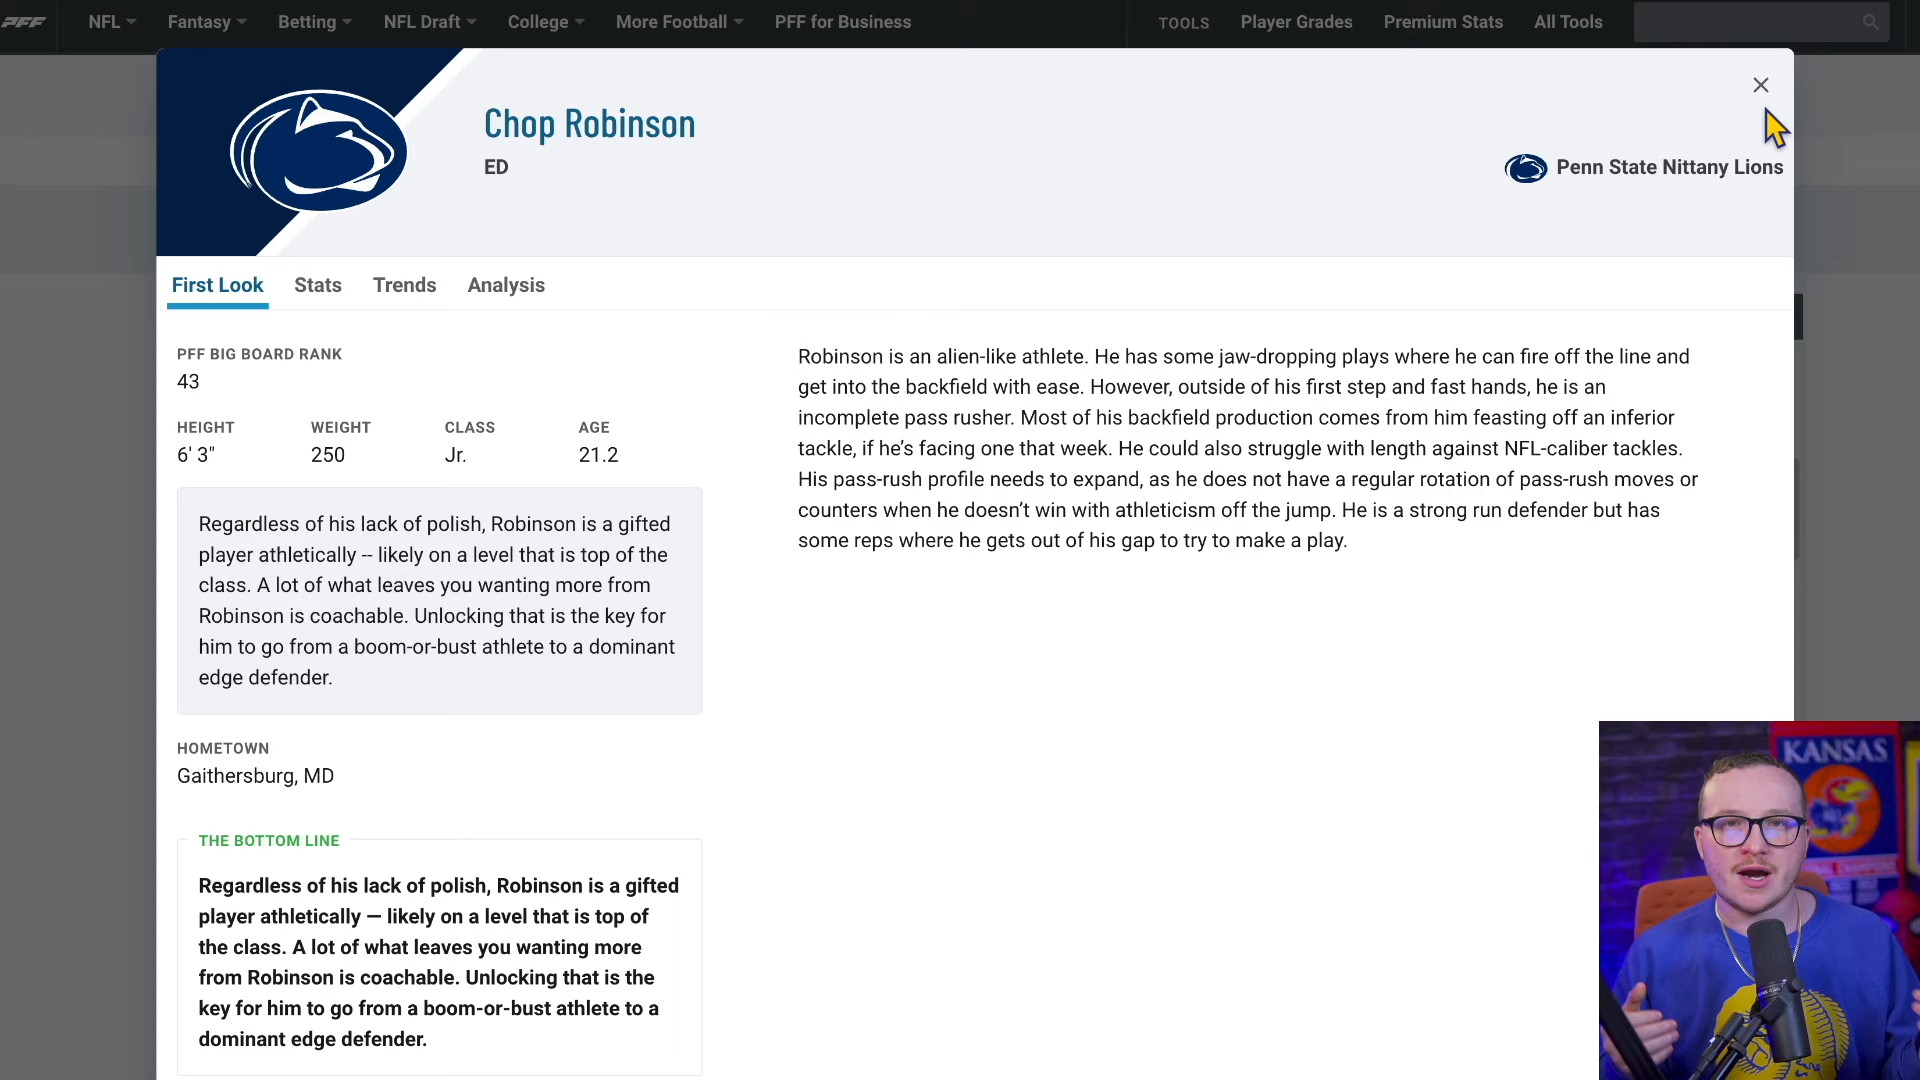 PFF NFL Fantasy Betting NFL Draft College More Football PFF for Business TOOLS Player Grades Premium Stats All Tools
Chop Robinson
ED
Penn State Nittany Lions
First Look Stats Trends Analysis
PFF BIG BOARD RANK
43
HEIGHT WEIGHT CLASS AGE
6' 3" 250 Jr. 21.2
Regardless of his lack of polish, Robinson is a gifted
player athletically -- likely on a level that is top of the
class. A lot of what leaves you wanting more from
Robinson is coachable. Unlocking that is the key for
him to go from a boom-or-bust athlete to a dominant
edge defender.
HOMETOWN
Gaithersburg, MD
THE BOTTOM LINE
Regardless of his lack of polish, Robinson is a gifted
player athletically — likely on a level that is top of
the class. A lot of what leaves you wanting more
from Robinson is coachable. Unlocking that is the
key for him to go from a boom-or-bust athlete to a
dominant edge defender.
Robinson is an alien-like athlete. He has some jaw-dropping plays where he can fire off the line and
get into the backfield with ease. However, outside of his first step and fast hands, he is an
incomplete pass rusher. Most of his backfield production comes from him feasting off an inferior
tackle, if he’s facing one that week. He could also struggle with length against NFL-caliber tackles.
His pass-rush profile needs to expand, as he does not have a regular rotation of pass-rush moves or
counters when he doesn’t win with athleticism off the jump. He is a strong run defender but has
some reps where he gets out of his gap to try to make a play.
KANSAS